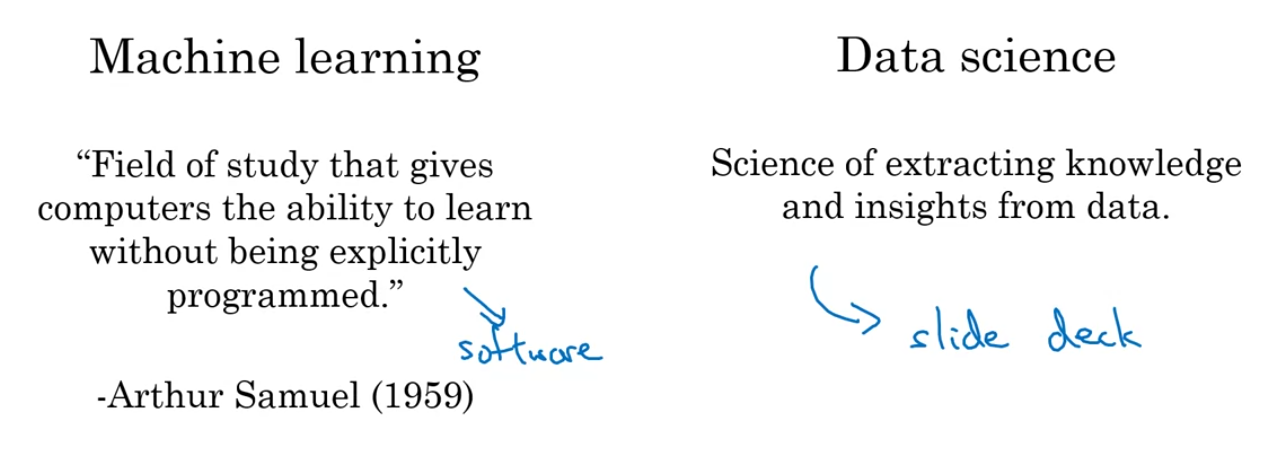 Machine learning
“Field of study that gives
computers the ability to learn
without being explicitly
programmed.”
software
-Arthur Samuel (1959)
Data science
Science of extracting knowledge
and insights from data.
slide deck